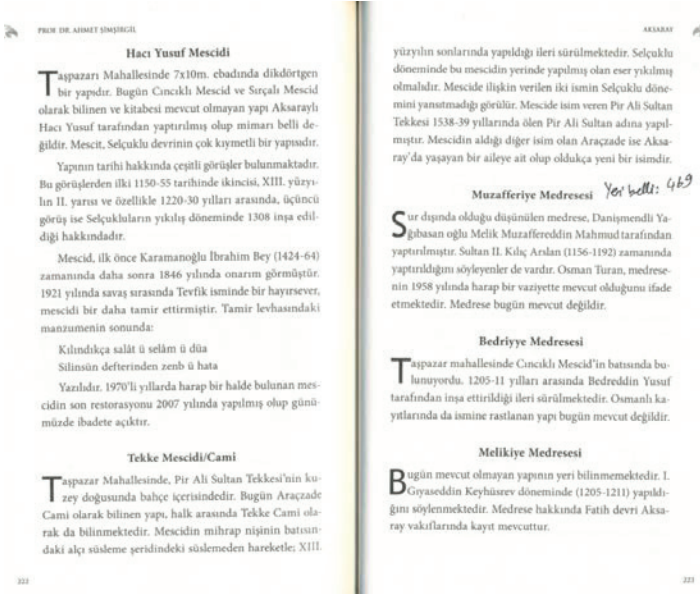 PROF. DR. AHMET ŞİMŞİRGİL
Hacı Yusuf Mescidi
Taşpazarı Mahallesinde 7x10m. ebadında dikdörtgen
bir yapıdır. Bugün Cıncıklı Mescid ve Sırçalı Mescid
olarak bilinen ve kitabesi mevcut olmayan yapı Aksaraylı
Hacı Yusuf tarafından yaptırılmış olup mimarı belli de-
ğildir. Mescit, Selçuklu devrinin çok kıymetli bir yapısıdır.
Yapının tarihi hakkında çeşitli görüşler bulunmaktadır.
Bu görüşlerden ilki 1150-55 tarihinde ikincisi, XIII. yüzyı-
lın II. yarısı ve özellikle 1220-30 yılları arasında, üçüncü
görüş ise Selçukluların yıkılış döneminde 1308 inşa edil-
diği hakkındadır.
Mescid, ilk önce Karamanoğlu İbrahim Bey (1424-64)
zamanında daha sonra 1846 yılında onarım görmüştür.
1921 yılında savaş sırasında Tevfik isminde bir hayırsever,
mescidi bir daha tamir ettirmiştir. Tamir levhasındaki
manzumenin sonunda:
Kılındıkça salât ü selâm ü düa
Silinsün defterinden zenb ü hata
Yazılıdır. 1970'li yıllarda harap bir halde bulunan mes-
cidin son restorasyonu 2007 yılında yapılmış olup günü-
müzde ibadete açıktır.
Tekke Mescidi/Cami
Taşpazar Mahallesinde, Pir Ali Sultan Tekkesi'nin ku-
zey doğusunda bahçe içerisindedir. Bugün Araçzade
Cami olarak bilinen yapı, halk arasında Tekke Cami ola-
rak da bilinmektedir. Mescidin mihrap nişinin batısın-
daki alçı süsleme şeridindeki süslemeden hareketle; XIII.
222
AKSARAY
yüzyılın sonlarında yapıldığı ileri sürülmektedir. Selçuklu
döneminde bu mescidin yerinde yapılmış olan eser yıkılmış
olmalıdır. Mescide ilişkin verilen iki ismin Selçuklu döne-
mini yansıtmadığı görülür. Mescide isim veren Pir Ali Sultan
Tekkesi 1538-39 yıllarında ölen Pir Ali Sultan adına yapıl-
mıştır. Mescidin aldığı diğer isim olan Araçzade ise Aksa-
ray'da yaşayan bir aileye ait olup oldukça yeni bir isimdir.
Muzafferiye Medresesi Yeri belli: 469
Sur dışında olduğu düşünülen medrese, Danişmendli Ya-
ğıbasan oğlu Melik Muzaffereddin Mahmud tarafından
yaptırılmıştır. Sultan II. Kılıç Arslan (1156-1192) zamanında
yaptırıldığını söyleyenler de vardır. Osman Turan, medrese-
nin 1958 yılında harap bir vaziyette mevcut olduğunu ifade
etmektedir. Medrese bugün mevcut değildir.
Bedriyye Medresesi
Taşpazar mahallesinde Cıncıklı Mescid'in batısında bu-
lunuyordu. 1205-11 yılları arasında Bedreddin Yusuf
tarafından inşa ettirildiği ileri sürülmektedir. Osmanlı ka-
yıtlarında da ismine rastlanan yapı bugün mevcut değildir.
Melikiye Medresesi
Bugün mevcut olmayan yapının yeri bilinmemektedir. I.
Gıyaseddin Keyhüsrev döneminde (1205-1211) yapıldı-
ğını söylenmektedir. Medrese hakkında Fatih devri Aksa-
ray vakıflarında kayıt mevcuttur.
223